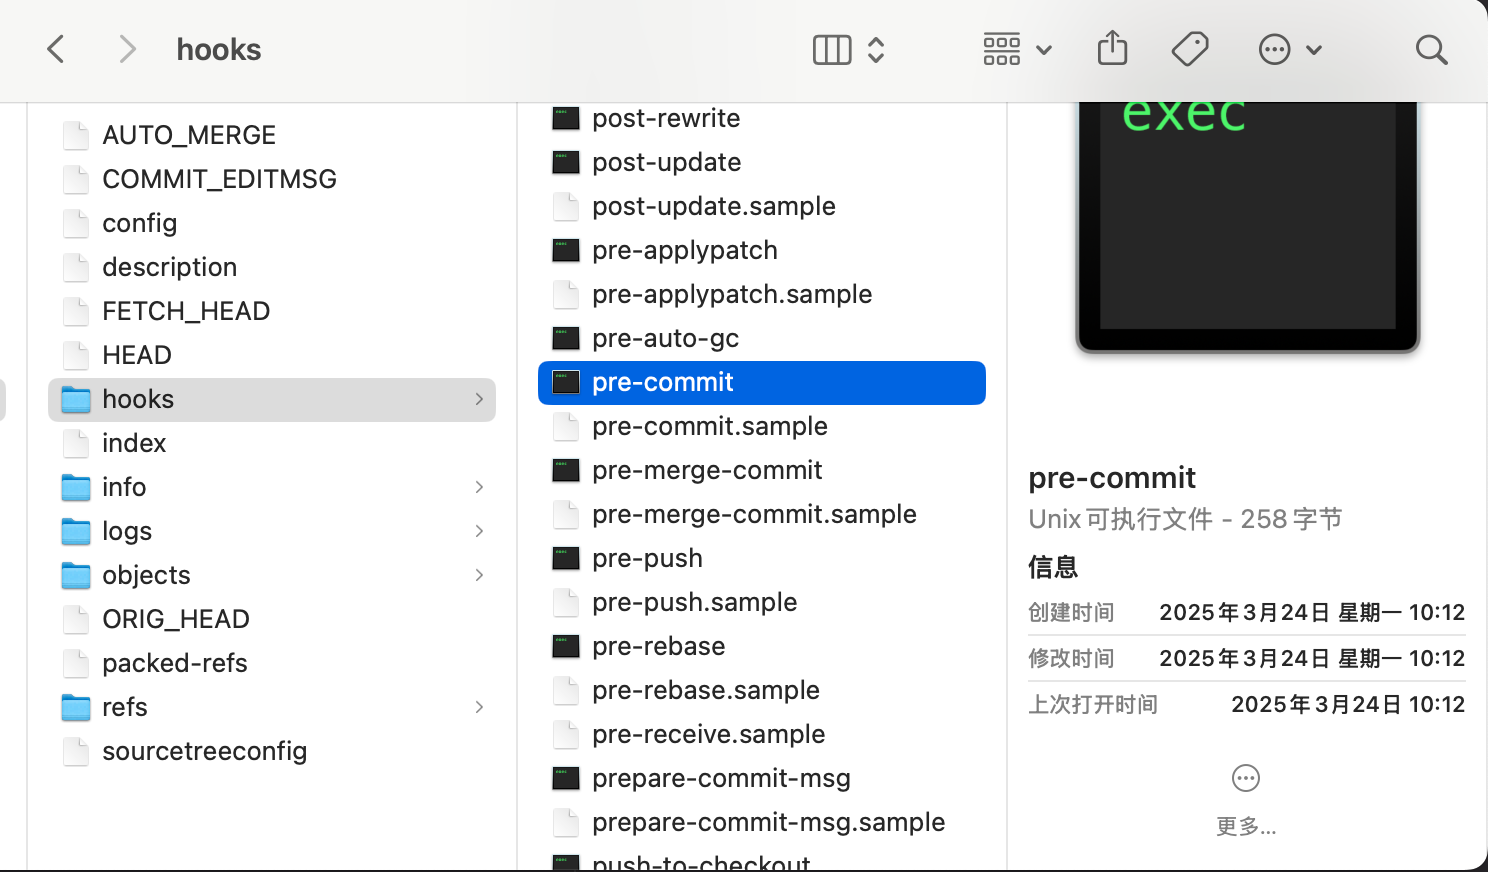 hooks
AUTO_MERGE
COMMIT_EDITMSG
config
description
FETCH_HEAD
HEAD
hooks
index
info
logs
objects
ORIG_HEAD
packed-refs
refs
sourcetreeconfig
post-rewrite
post-update
post-update.sample
pre-applypatch
pre-applypatch.sample
pre-auto-gc
pre-commit
pre-commit.sample
pre-merge-commit
pre-merge-commit.sample
pre-push
pre-push.sample
pre-rebase
pre-rebase.sample
pre-receive.sample
prepare-commit-msg
prepare-commit-msg.sample
push-to-checkout
exec
pre-commit
Unix可执行文件 - 258 字节
信息
创建时间 2025年3月24日 星期一 10:12
修改时间 2025年3月24日 星期一 10:12
上次打开时间 2025年3月24日 10:12
更多...